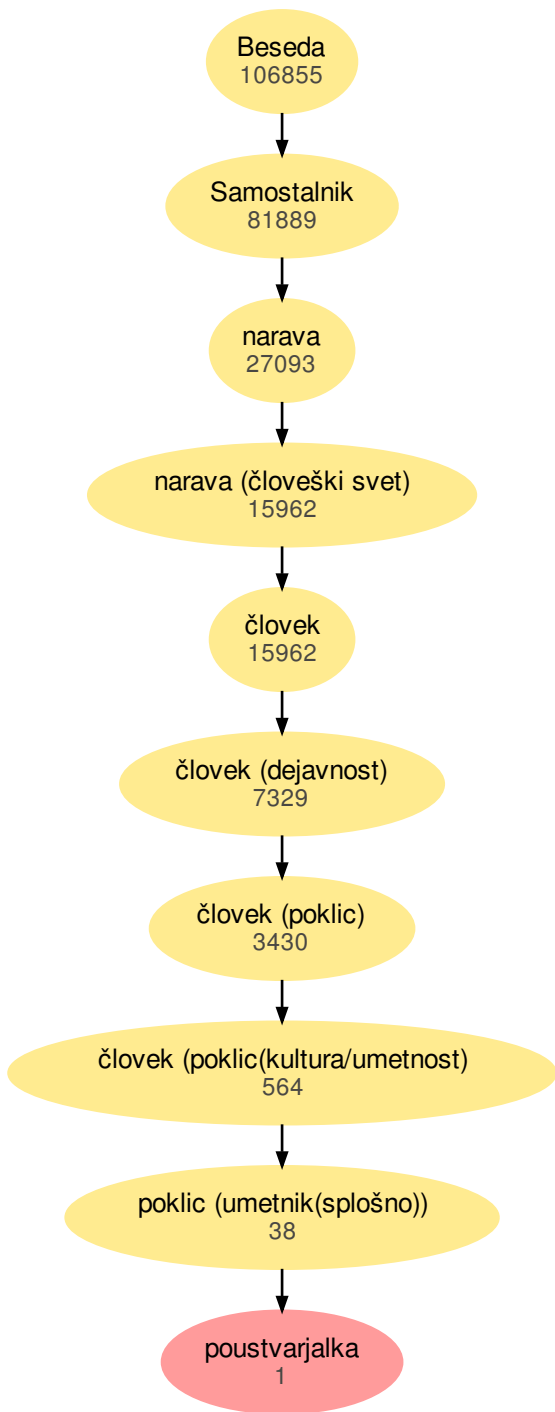 Beseda
106855
Samostalnik
81889
narava
27093
narava (človeški svet)
15962
človek
15962
človek (dejavnost)
7329
človek (poklic)
3430
človek (poklic(kultura/umetnost)
564
poklic (umetnik(splošno))
38
poustvarjalka
1